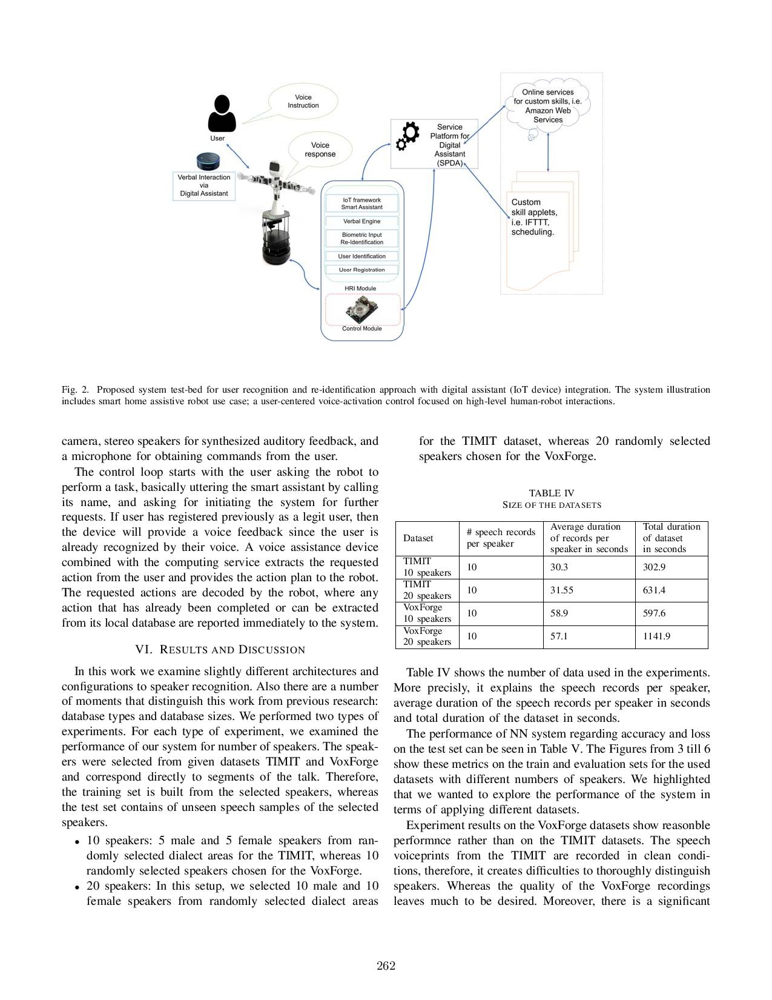 Voice
Instruction
User
Voice
response
Verbal Interaction
via
Digital Assistant
IoT framework
Smart Assistant
Verbal Engine
Biometric Input
Re-Identification
User Identification
User Registration
HRI Module
Control Module
Service
Platform for
Digital
Assistant
(SPDA)
Online services
for custom skills, i.e.
Amazon Web
Services
Custom
skill applets,
i.e. IFTTT,
scheduling.
Fig. 2. Proposed system test-bed for user recognition and re-identification approach with digital assistant (IoT device) integration. The system illustration
includes smart home assistive robot use case; a user-centered voice-activation control focused on high-level human-robot interactions.
camera, stereo speakers for synthesized auditory feedback, and
a microphone for obtaining commands from the user.
The control loop starts with the user asking the robot to
perform a task, basically uttering the smart assistant by calling
its name, and asking for initiating the system for further
requests. If user has registered previously as a legit user, then
the device will provide a voice feedback since the user is
already recognized by their voice. A voice assistance device
combined with the computing service extracts the requested
action from the user and provides the action plan to the robot.
The requested actions are decoded by the robot, where any
action that has already been completed or can be extracted
from its local database are reported immediately to the system.
VI. RESULTS AND DISCUSSION
In this work we examine slightly different architectures and
configurations to speaker recognition. Also there are a number
of moments that distinguish this work from previous research:
database types and database sizes. We performed two types of
experiments. For each type of experiment, we examined the
performance of our system for number of speakers. The speak-
ers were selected from given datasets TIMIT and VoxForge
and correspond directly to segments of the talk. Therefore,
the training set is built from the selected speakers, whereas
the test set contains of unseen speech samples of the selected
speakers.
• 10 speakers: 5 male and 5 female speakers from ran-
domly selected dialect areas for the TIMIT, whereas 10
randomly selected speakers chosen for the VoxForge.
• 20 speakers: In this setup, we selected 10 male and 10
female speakers from randomly selected dialect areas
for the TIMIT dataset, whereas 20 randomly selected
speakers chosen for the VoxForge.
TABLE IV
SIZE OF THE DATASETS
Dataset
# speech records
per speaker
Average duration
of records per
speaker in seconds
Total duration
of dataset
in seconds
TIMIT
10 speakers
10
30.3
302.9
TIMIT
20 speakers
10
31.55
631.4
VoxForge
10 speakers
10
58.9
597.6
VoxForge
20 speakers
10
57.1
1141.9
Table IV shows the number of data used in the experiments.
More precisly, it explains the speech records per speaker,
average duration of the speech records per speaker in seconds
and total duration of the dataset in seconds.
The performance of NN system regarding accuracy and loss
on the test set can be seen in Table V. The Figures from 3 till 6
show these metrics on the train and evaluation sets for the used
datasets with different numbers of speakers. We highlighted
that we wanted to explore the performance of the system in
terms of applying different datasets.
Experiment results on the VoxForge datasets show reasonble
performnce rather than on the TIMIT datasets. The speech
voiceprints from the TIMIT are recorded in clean condi-
tions, therefore, it creates difficulties to thoroughly distinguish
speakers. Whereas the quality of the VoxForge recordings
leaves much to be desired. Moreover, there is a significant
262